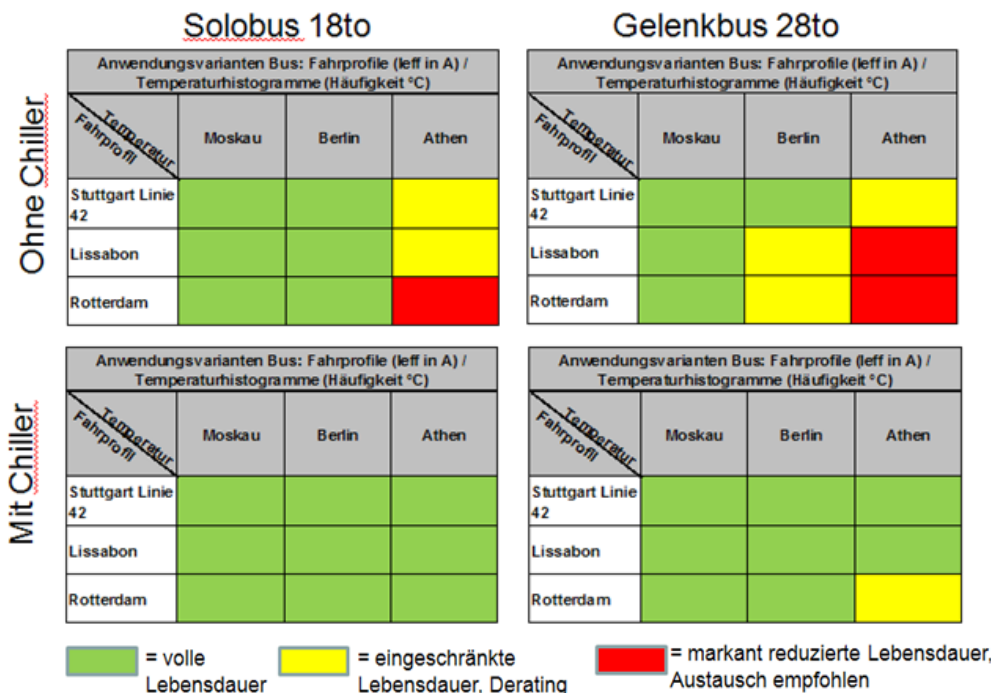 Solobus 18to
Gelenkbus 28to
Ohne Chiller
Anwendungsvarianten Bus: Fahrprofile (Ieff in A) /
Temperaturhistogramme (Häufigkeit °C)
Temperatur
Fahrprofil
Moskau
Berlin
Athen
Stuttgart Linie
42
Lissabon
Rotterdam
Anwendungsvarianten Bus: Fahrprofile (Ieff in A) /
Temperaturhistogramme (Häufigkeit °C)
Temperatur
Fahrprofil
Moskau
Berlin
Athen
Stuttgart Linie
42
Lissabon
Rotterdam
Mit Chiller
Anwendungsvarianten Bus: Fahrprofile (Ieff in A) /
Temperaturhistogramme (Häufigkeit °C)
Temperatur
Fahrprofil
Moskau
Berlin
Athen
Stuttgart Linie
42
Lissabon
Rotterdam
Anwendungsvarianten Bus: Fahrprofile (Ieff in A) /
Temperaturhistogramme (Häufigkeit °C)
Temperatur
Fahrprofil
Moskau
Berlin
Athen
Stuttgart Linie
42
Lissabon
Rotterdam
= volle
Lebensdauer
= eingeschränkte
Lebensdauer, Derating
= markant reduzierte Lebensdauer,
Austausch empfohlen